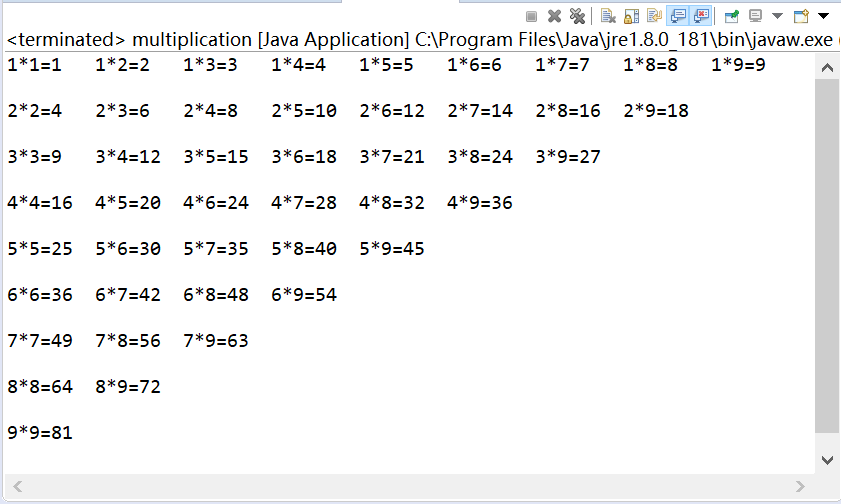 <terminated> multiplication [Java Application] C:\Program Files\Java\jre1.8.0_181\bin\javaw.exe (
1*1=1 1*2=2 1*3=3 1*4=4 1*5=5 1*6=6 1*7=7 1*8=8 1*9=9
2*2=4 2*3=6 2*4=8 2*5=10 2*6=12 2*7=14 2*8=16 2*9=18
3*3=9 3*4=12 3*5=15 3*6=18 3*7=21 3*8=24 3*9=27
4*4=16 4*5=20 4*6=24 4*7=28 4*8=32 4*9=36
5*5=25 5*6=30 5*7=35 5*8=40 5*9=45
6*6=36 6*7=42 6*8=48 6*9=54
7*7=49 7*8=56 7*9=63
8*8=64 8*9=72
9*9=81